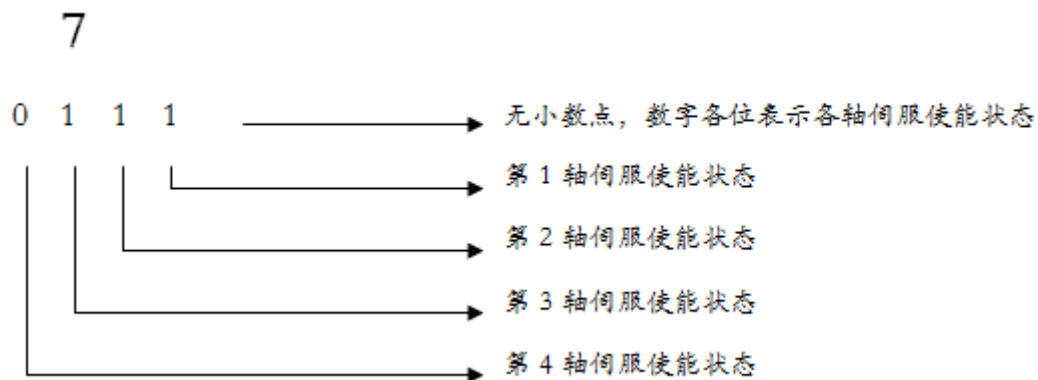 7
0 1 1 1 无小数点，数字各位表示各轴伺服使能状态
第 1 轴伺服使能状态
第 2 轴伺服使能状态
第 3 轴伺服使能状态
第 4 轴伺服使能状态